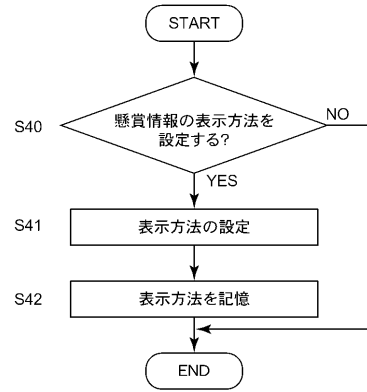 START
S40
懸賞情報の表示方法を
設定する?
NO
YES
S41
表示方法の設定
S42
表示方法を記憶
END